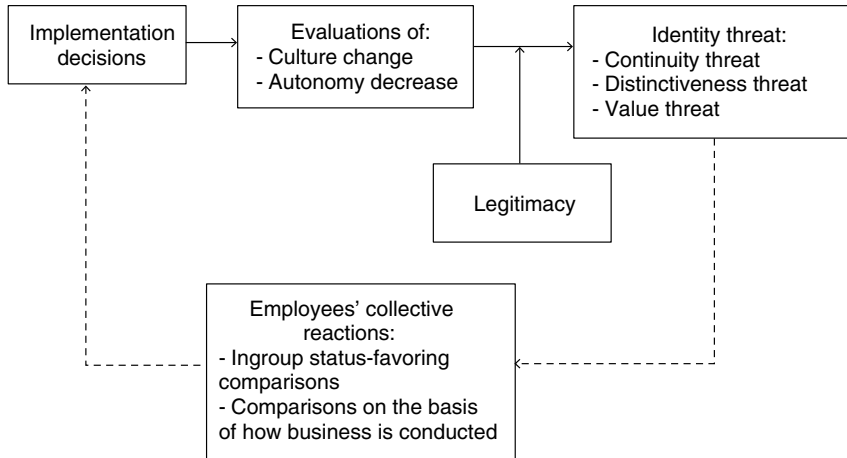 Implementation
decisions
Evaluations of:
- Culture change
- Autonomy decrease
Identity threat:
- Continuity threat
- Distinctiveness threat
- Value threat
Legitimacy
Employees’ collective
reactions:
- Ingroup status-favoring
comparisons
- Comparisons on the basis
of how business is conducted